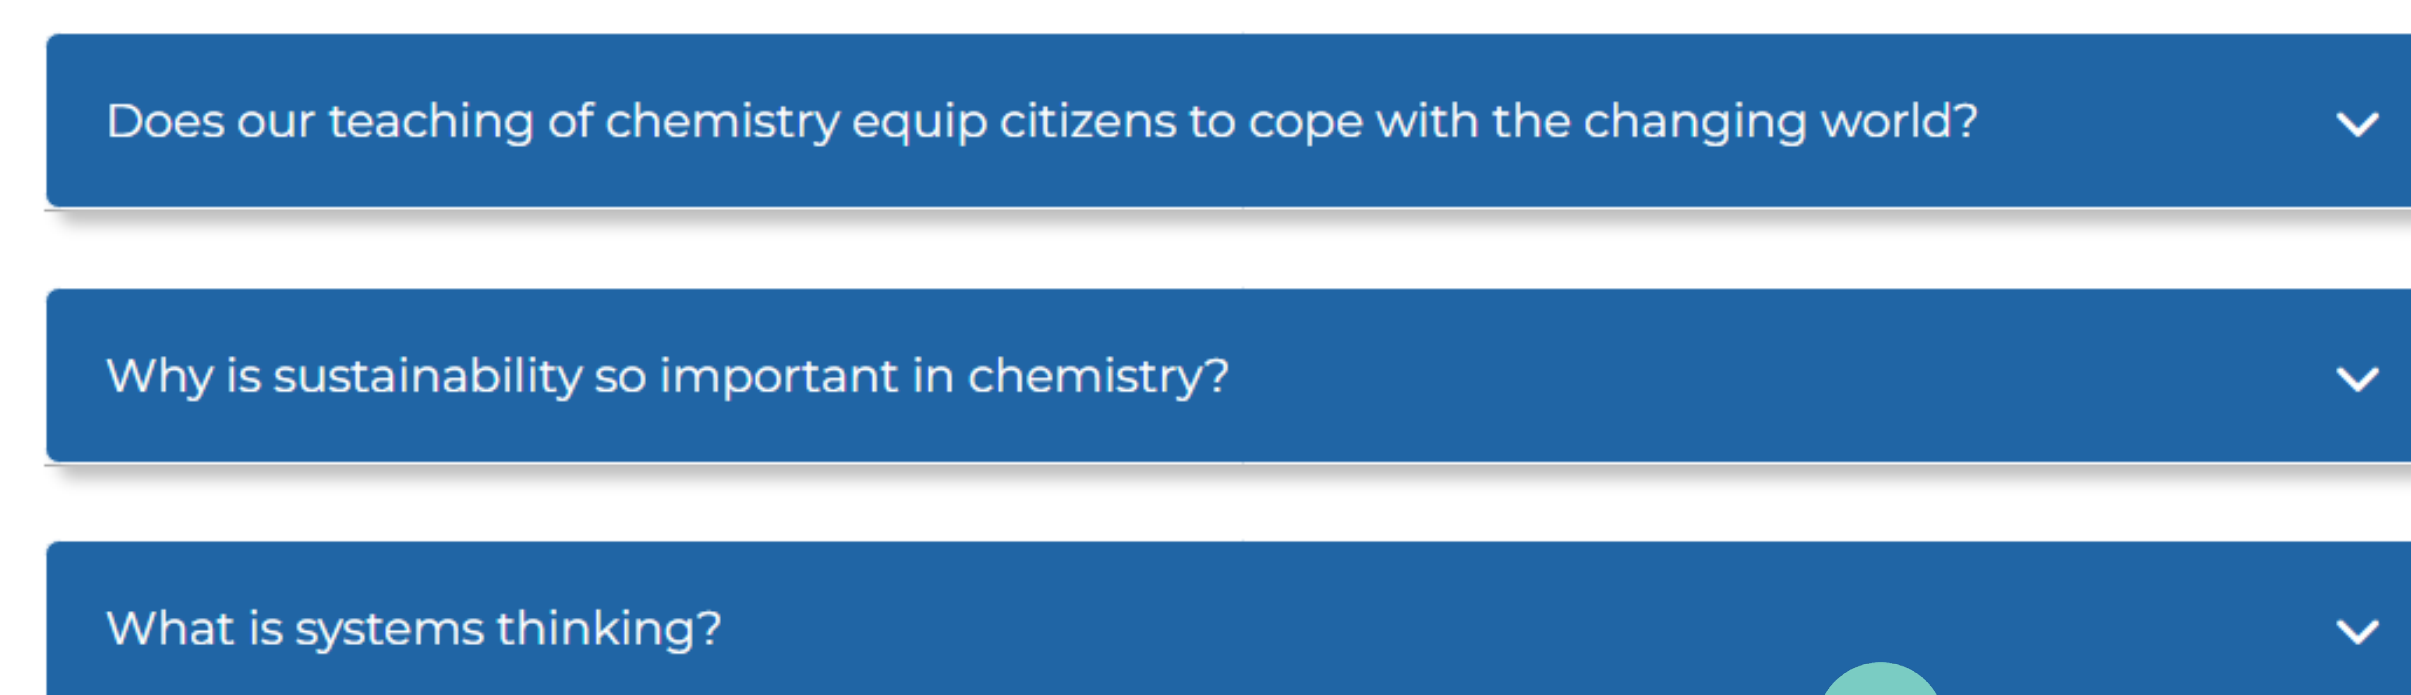 Does our teaching of chemistry equip citizens to cope with the changing world?
Why is sustainability so important in chemistry?
What is systems thinking?